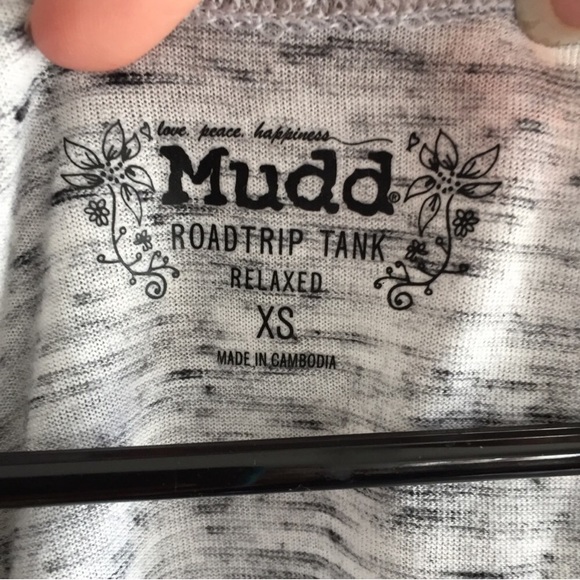 love. peace. happiness
Mudd®
ROADTRIP TANK
RELAXED
XS
MADE IN CAMBODIA